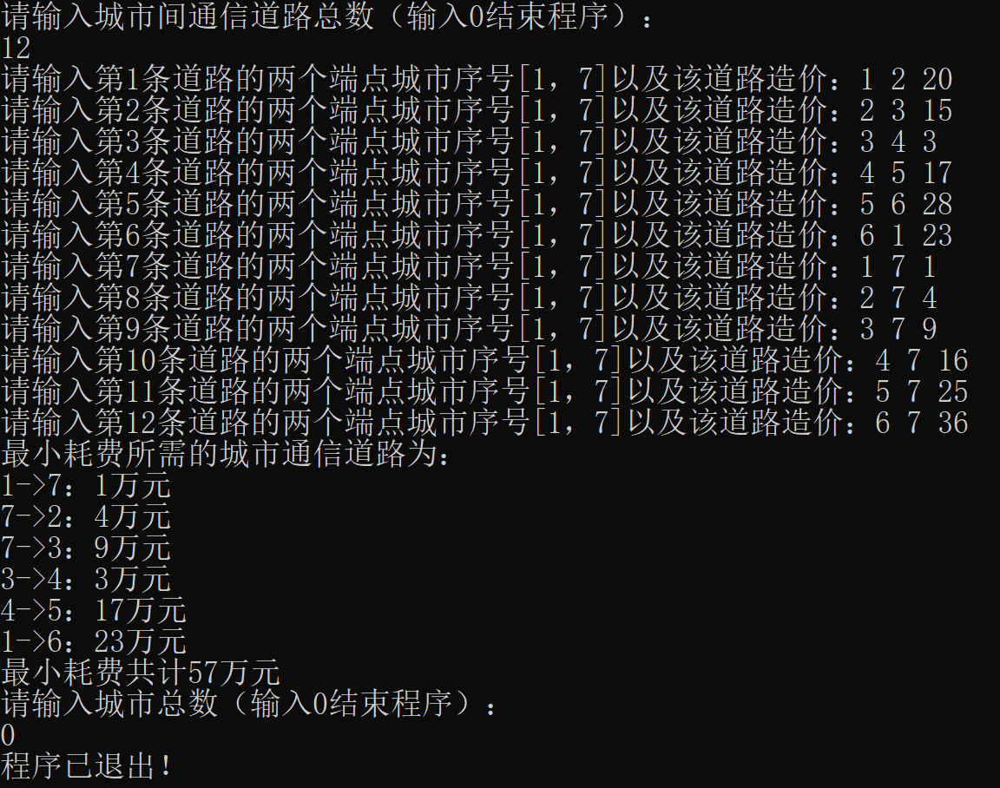 请输入城市间通信道路总数（输入0结束程序）：
12
请输入第1条道路的两个端点城市序号[1，7]以及该道路造价：1 2 20
请输入第2条道路的两个端点城市序号[1，7]以及该道路造价：2 3 15
请输入第3条道路的两个端点城市序号[1，7]以及该道路造价：3 4 3
请输入第4条道路的两个端点城市序号[1，7]以及该道路造价：4 5 17
请输入第5条道路的两个端点城市序号[1，7]以及该道路造价：5 6 28
请输入第6条道路的两个端点城市序号[1，7]以及该道路造价：6 1 23
请输入第7条道路的两个端点城市序号[1，7]以及该道路造价：1 7 1
请输入第8条道路的两个端点城市序号[1，7]以及该道路造价：2 7 4
请输入第9条道路的两个端点城市序号[1，7]以及该道路造价：3 7 9
请输入第10条道路的两个端点城市序号[1，7]以及该道路造价：4 7 16
请输入第11条道路的两个端点城市序号[1，7]以及该道路造价：5 7 25
请输入第12条道路的两个端点城市序号[1，7]以及该道路造价：6 7 36
最小耗费所需的城市通信道路为：
1->7：1万元
7->2：4万元
7->3：9万元
3->4：3万元
4->5：17万元
1->6：23万元
最小耗费共计57万元
请输入城市总数（输入0结束程序）：
0
程序已退出！